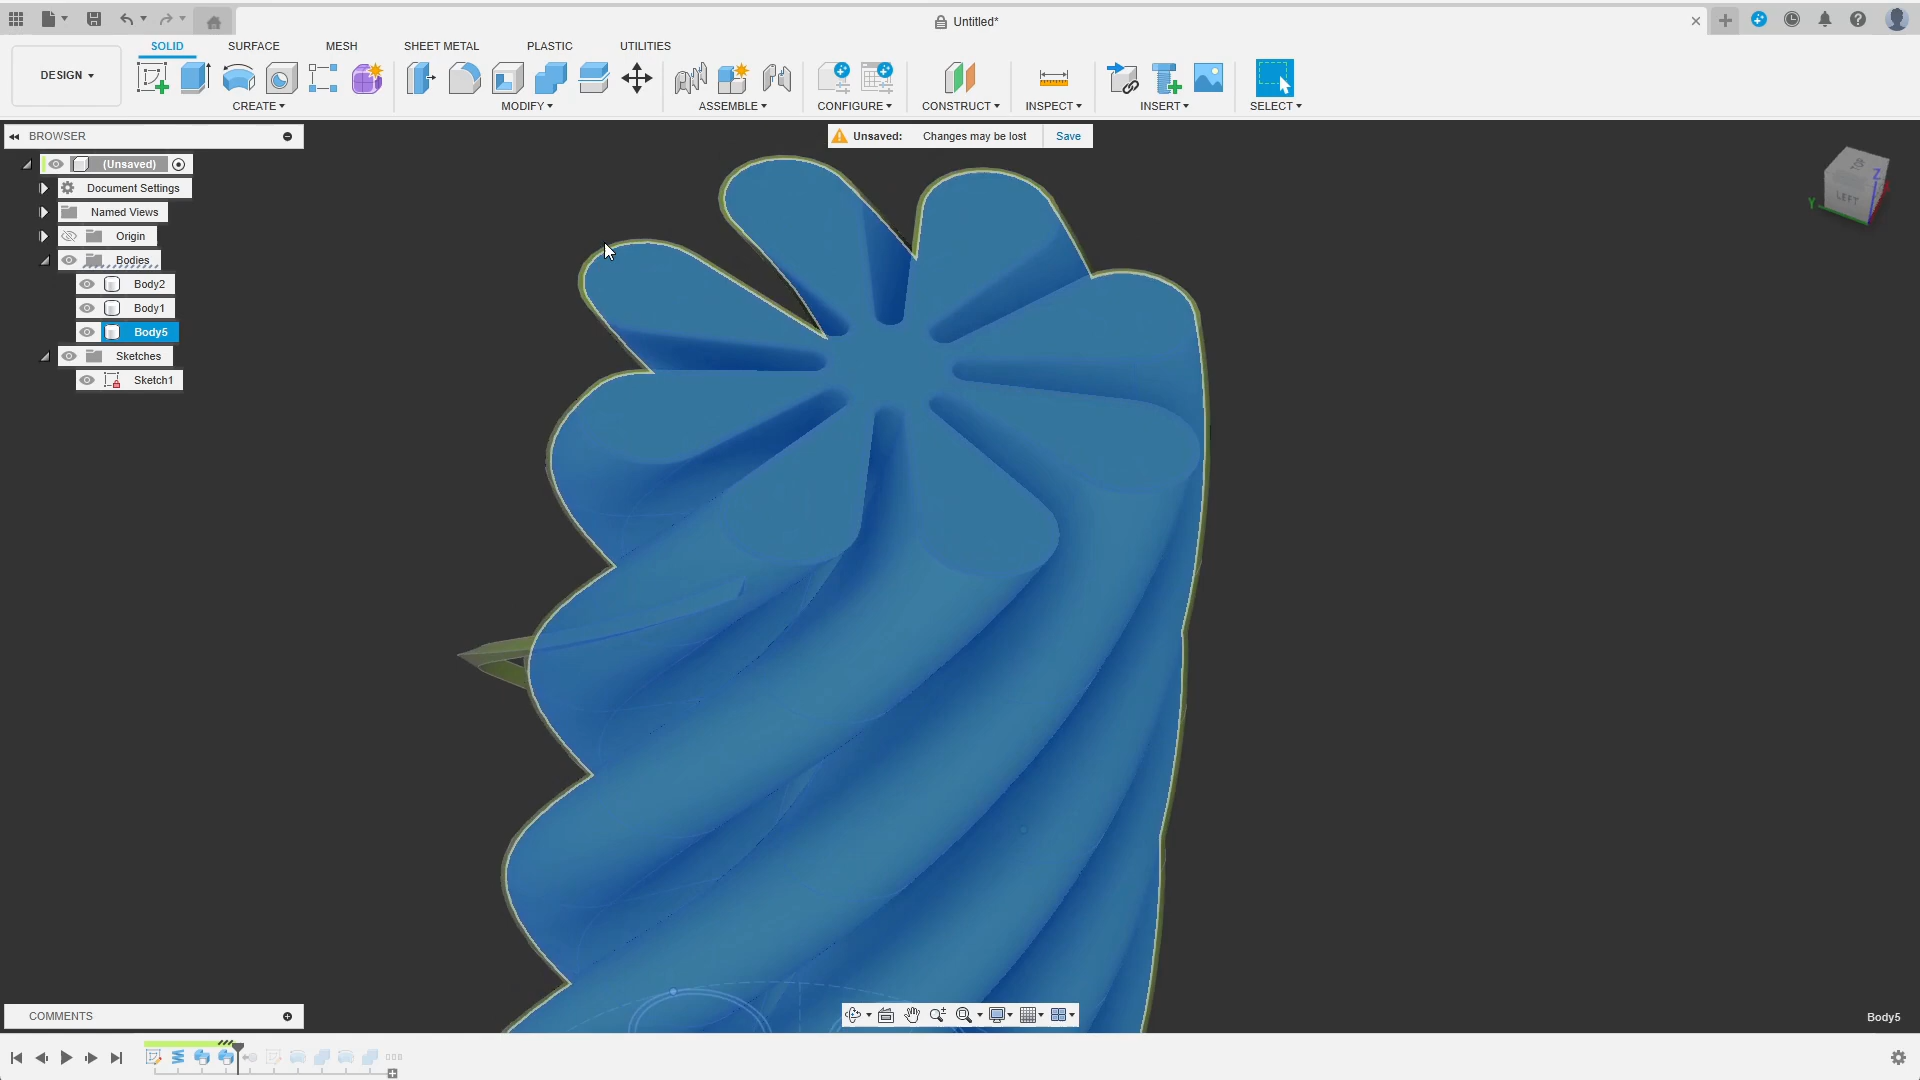 Untitled*
DESIGN
SOLID
SURFACE
MESH
SHEET METAL
PLASTIC
UTILITIES
CREATE
MODIFY
ASSEMBLE
CONFIGURE
CONSTRUCT
INSPECT
INSERT
SELECT
BROWSER
Unsaved: Changes may be lost Save
(Unsaved)
Document Settings
Named Views
Origin
Bodies
Body2
Body1
Body5
Sketches
Sketch1
Z
LEFT
Y
COMMENTS
Body5